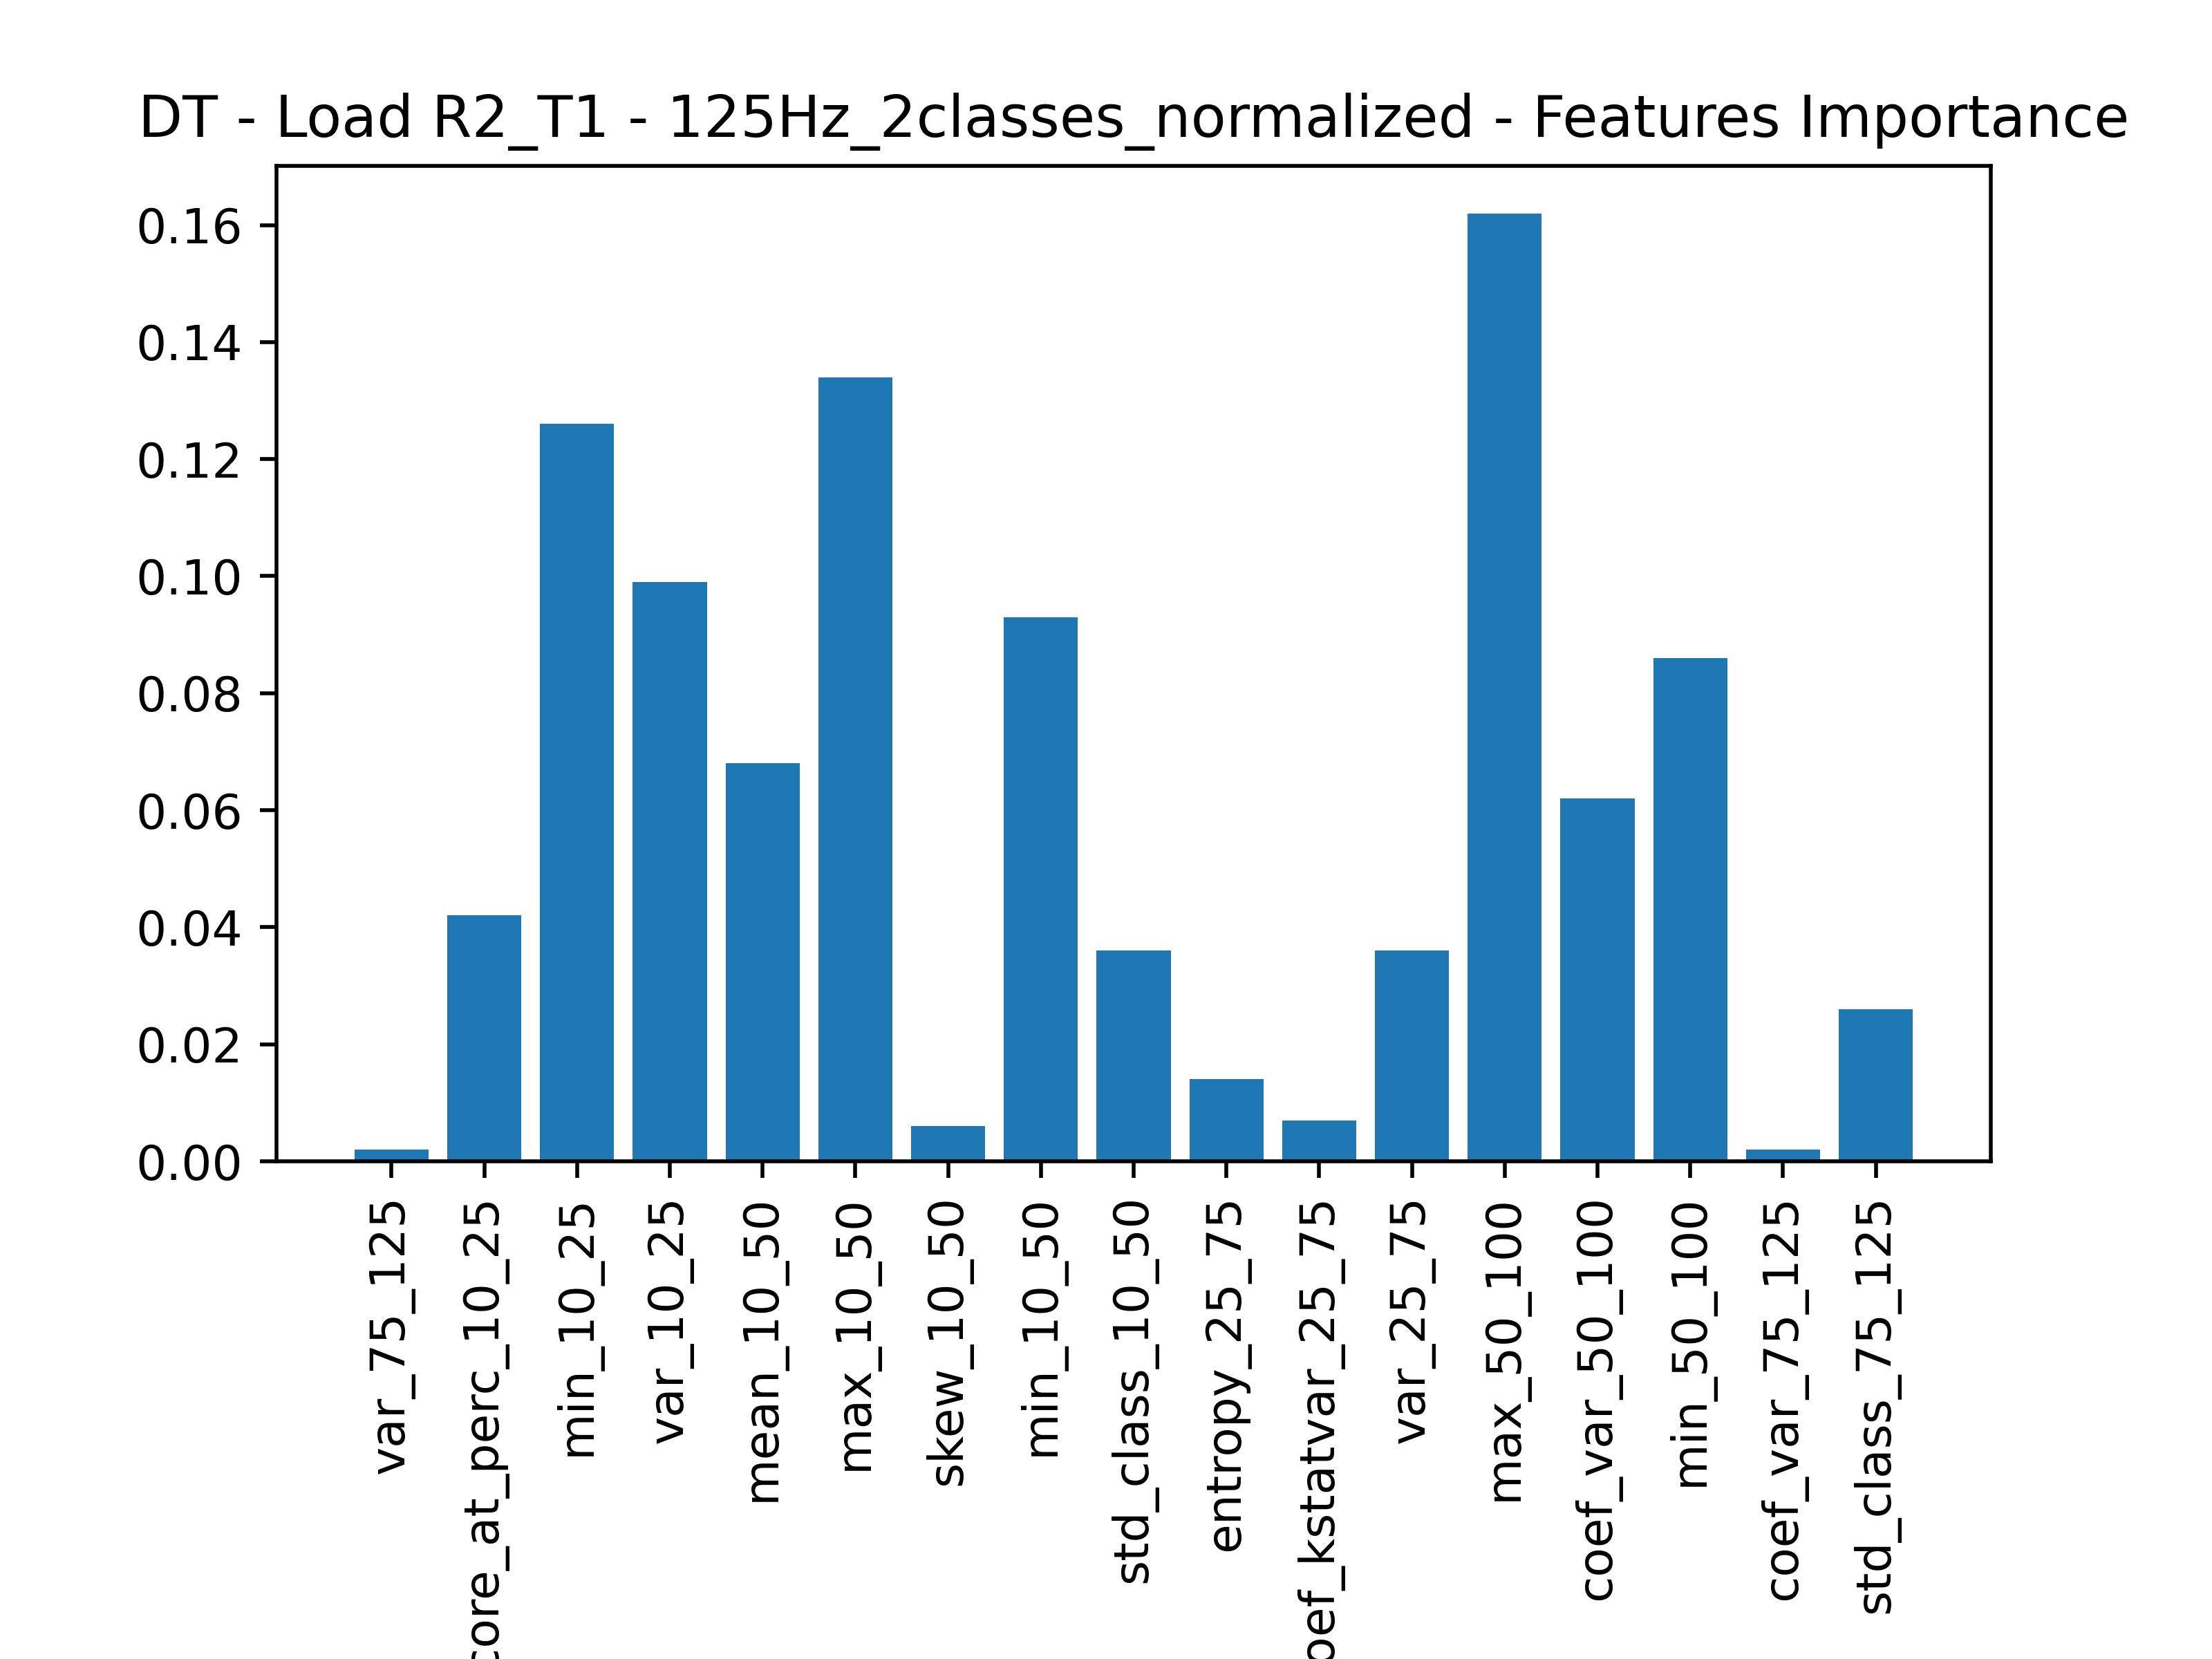 DT - Load R2_T1 - 125Hz_2classes_normalized - Features Importance
0.16
0.14
0.12
0.10
0.08
0.06
0.04
0.02
0.00
var_75_125
core_at_perc_10_25
min_10_25
var_10_25
mean_10_50
max_10_50
skew_10_50
min_10_50
std_class_10_50
entropy_25_75
oef_kstatvar_25_75
var_25_75
max_50_100
coef_var_50_100
min_50_100
coef_var_75_125
std_class_75_125